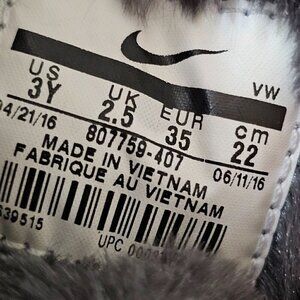 VW
US UK EUR cm
3Y 2.5 35 22
04/21/16 807759-407 06/11/16
MADE IN VIETNAM
FABRIQUE AU VIETNAM
639515
UPC